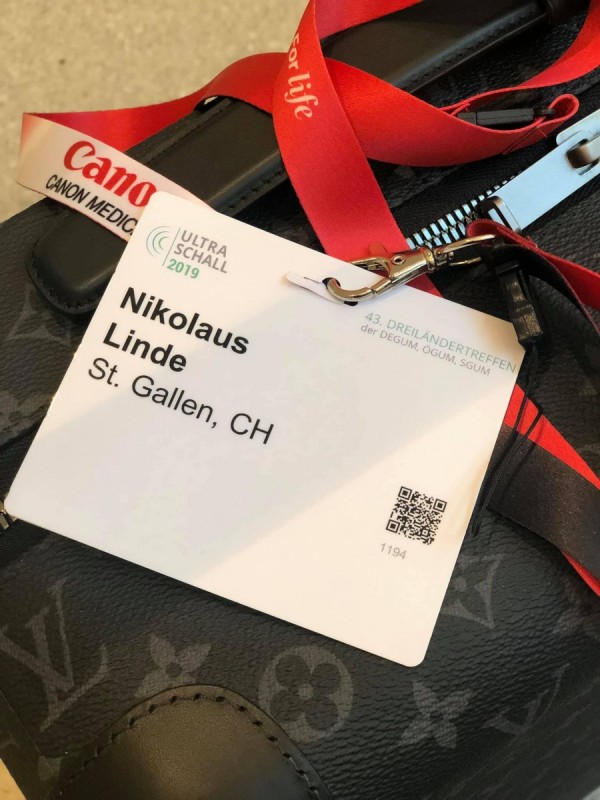 For life
Cano
CANON MEDIC
ULTRA
SCHALL
2019
43. DREILÄNDERTREFFEN
der DEGUM, ÖGUM, SGUM
Nikolaus
Linde
St. Gallen, CH
1194